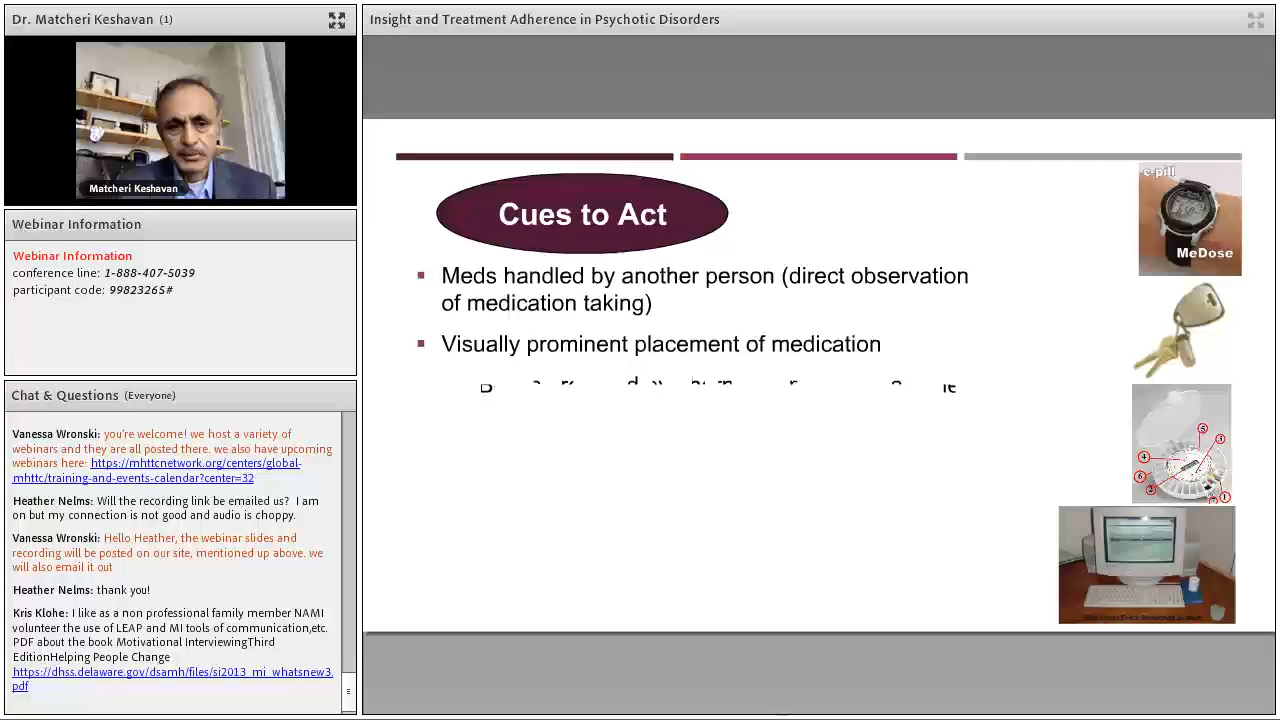 Dr. Matcheri Keshavan (1)
Matcheri Keshavan
Webinar Information
Webinar Information
conference line: 1-888-407-5039
participant code: 99823265#
Chat & Questions (Everyone)
Vanessa Wronski: you're welcome! we host a variety of
webinars and they are all posted there. we also have upcoming
webinars here: https://mhttcnetwork.org/centers/global-
mhttc/training-and-events-calendar?center=32
Heather Nelms: Will the recording link be emailed us? I am
on but my connection is not good and audio is choppy.
Vanessa Wronski: Hello Heather, the webinar slides and
recording will be posted on our site, mentioned up above. we
will also email it out
Heather Nelms: thank you!
Kris Klohe: I like as a non professional family member NAMI
volunteer the use of LEAP and MI tools of communication,etc.
PDF about the book Motivational InterviewingThird
EditionHelping People Change
https://dhss.delaware.gov/dsamh/files/si2013_mi_whatsnew3.
pdf
Insight and Treatment Adherence in Psychotic Disorders
Cues to Act
Meds handled by another person (direct observation
of medication taking)
Visually prominent placement of medication
e-pill
MeDose
5
3
4
6
2
1